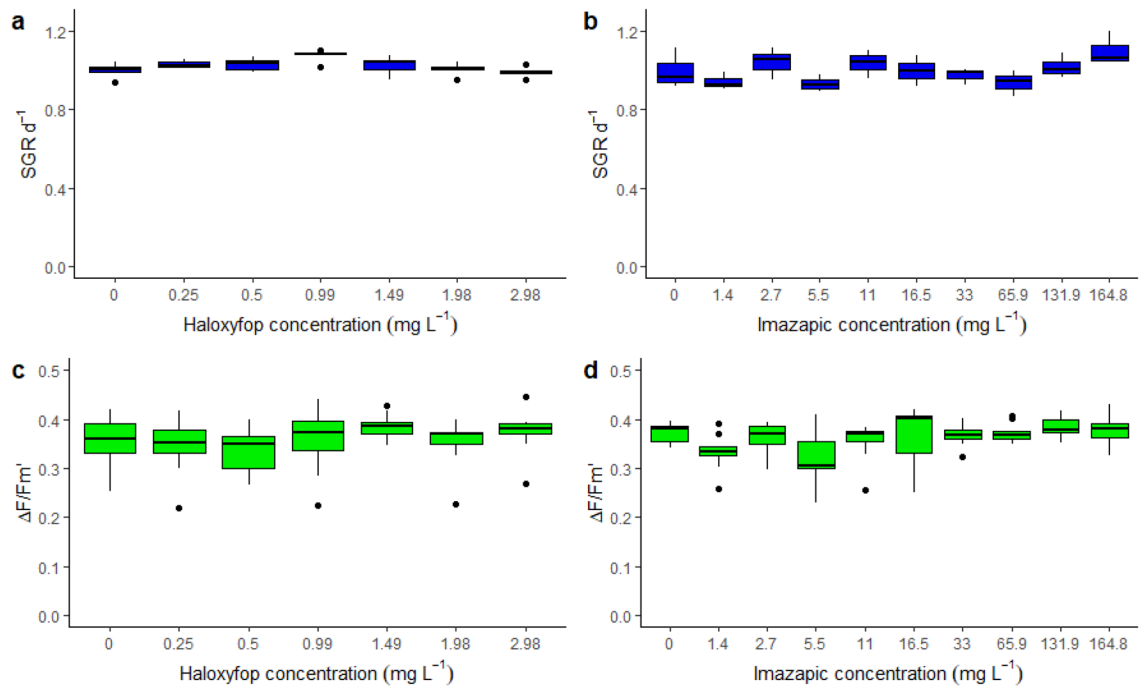 a
1.2
0.8
0.4
0.0
SGR d⁻¹
0 0.25 0.5 0.99 1.49 1.98 2.98
Haloxyfop concentration (mg L⁻¹)
b
1.2
0.8
0.4
0.0
SGR d⁻¹
0 1.4 2.7 5.5 11 16.5 33 65.9 131.9 164.8
Imazapic concentration (mg L⁻¹)
c
0.5
0.4
0.3
0.2
0.1
0.0
ΔF/Fm'
0 0.25 0.5 0.99 1.49 1.98 2.98
Haloxyfop concentration (mg L⁻¹)
d
0.5
0.4
0.3
0.2
0.1
0.0
ΔF/Fm'
0 1.4 2.7 5.5 11 16.5 33 65.9 131.9 164.8
Imazapic concentration (mg L⁻¹)